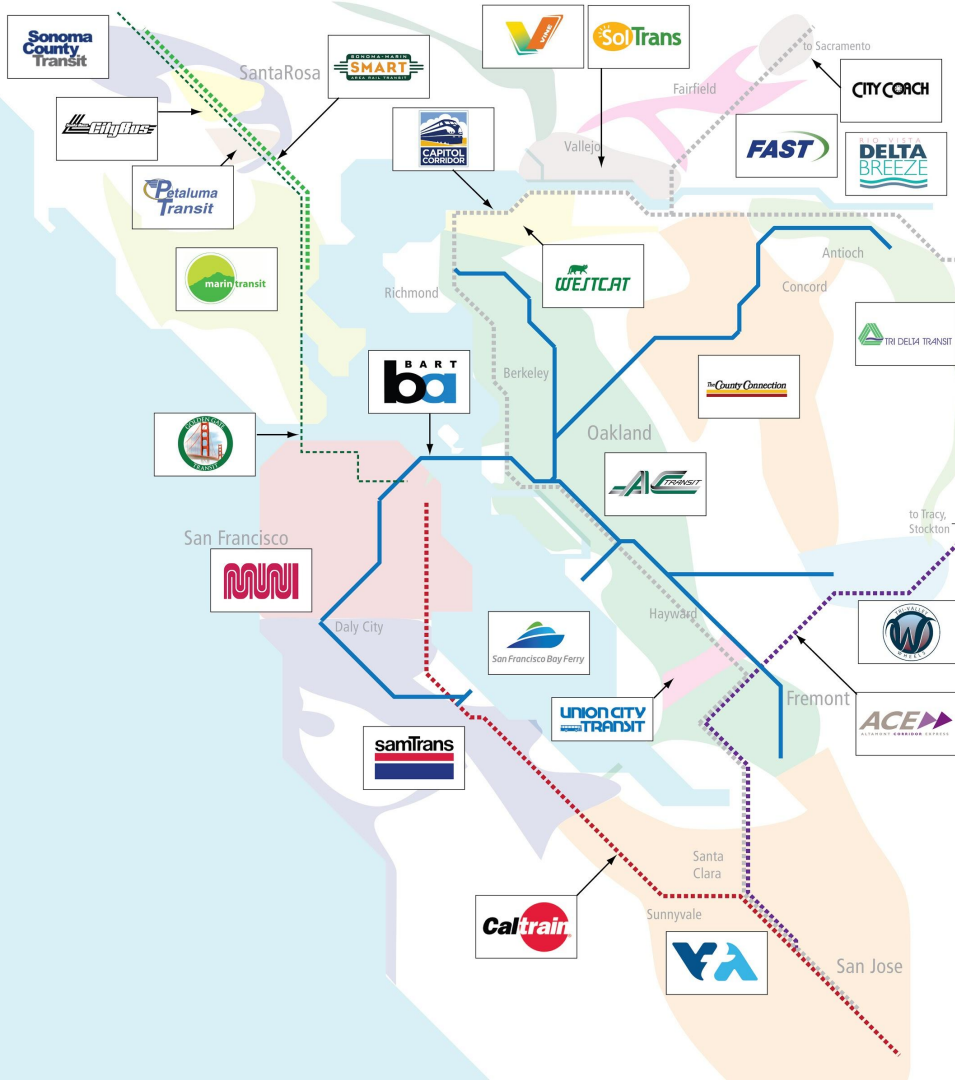 Sonoma
County
Transit
SantaRosa
SONOMA-MARIN
SMART
AREA RAIL TRANSIT
VINE
SolTrans
to Sacramento
CITY COACH
Fairfield
CityBus
CAPITOL
CORRIDOR
Vallejo
FAST
RIO VISTA
DELTA
BREEZE
Petaluma
Transit
marin transit
Richmond
WESTCAT
Antioch
Concord
TRI DELTA TRANSIT
BART
ba
Berkeley
The County Connection
GOLDEN GATE
TRANSIT
Oakland
AC TRANSIT
San Francisco
to Tracy,
Stockton
MUNI
Daly City
Hayward
San Francisco Bay Ferry
TRI-VALLEY
W
WHEELS
UNION CITY
TRANSIT
Fremont
ACE
ALTAMONT CORRIDOR EXPRESS
samTrans
Santa
Clara
Sunnyvale
Caltrain
VTA
San Jose